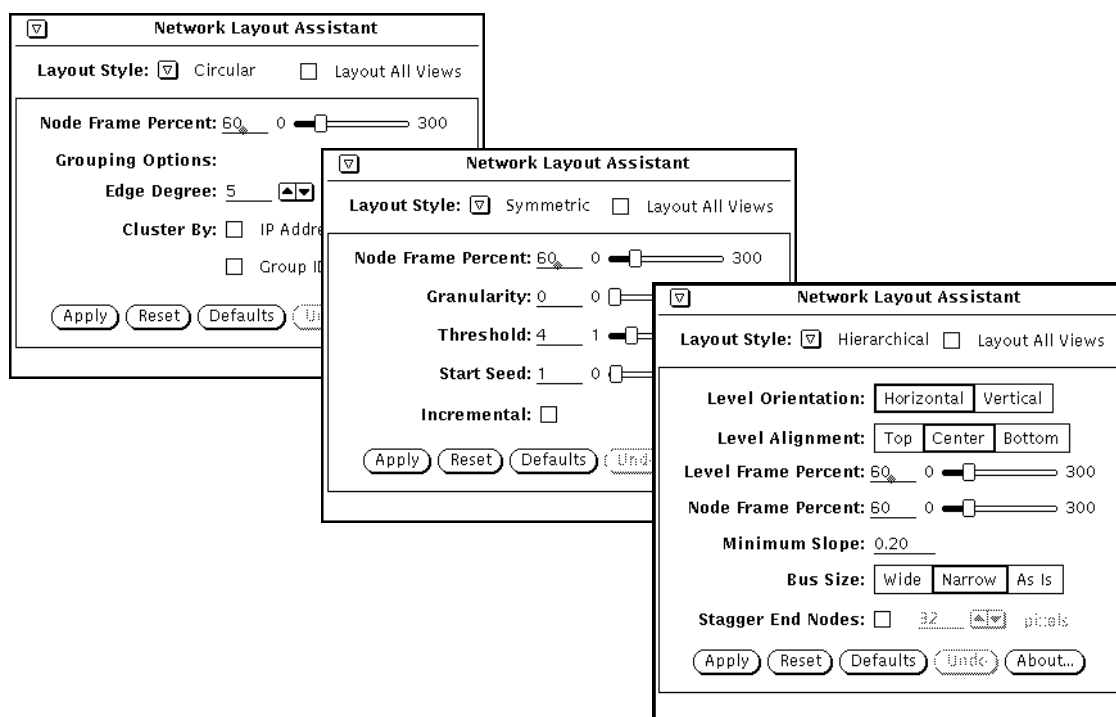 Network Layout Assistant
Layout Style: Circular Layout All Views
Node Frame Percent: 60 0 300
Grouping Options:
Edge Degree: 5
Cluster By: IP Addre
Group ID
Apply Reset Defaults
Network Layout Assistant
Layout Style: Symmetric Layout All Views
Node Frame Percent: 60 0 300
Granularity: 0 0
Threshold: 4 1
Start Seed: 1 0
Incremental:
Apply Reset Defaults Und
Network Layout Assistant
Layout Style: Hierarchical Layout All Views
Level Orientation: Horizontal Vertical
Level Alignment: Top Center Bottom
Level Frame Percent: 60 0 300
Node Frame Percent: 60 0 300
Minimum Slope: 0.20
Bus Size: Wide Narrow As Is
Stagger End Nodes: 32 pixels
Apply Reset Defaults Undo About...